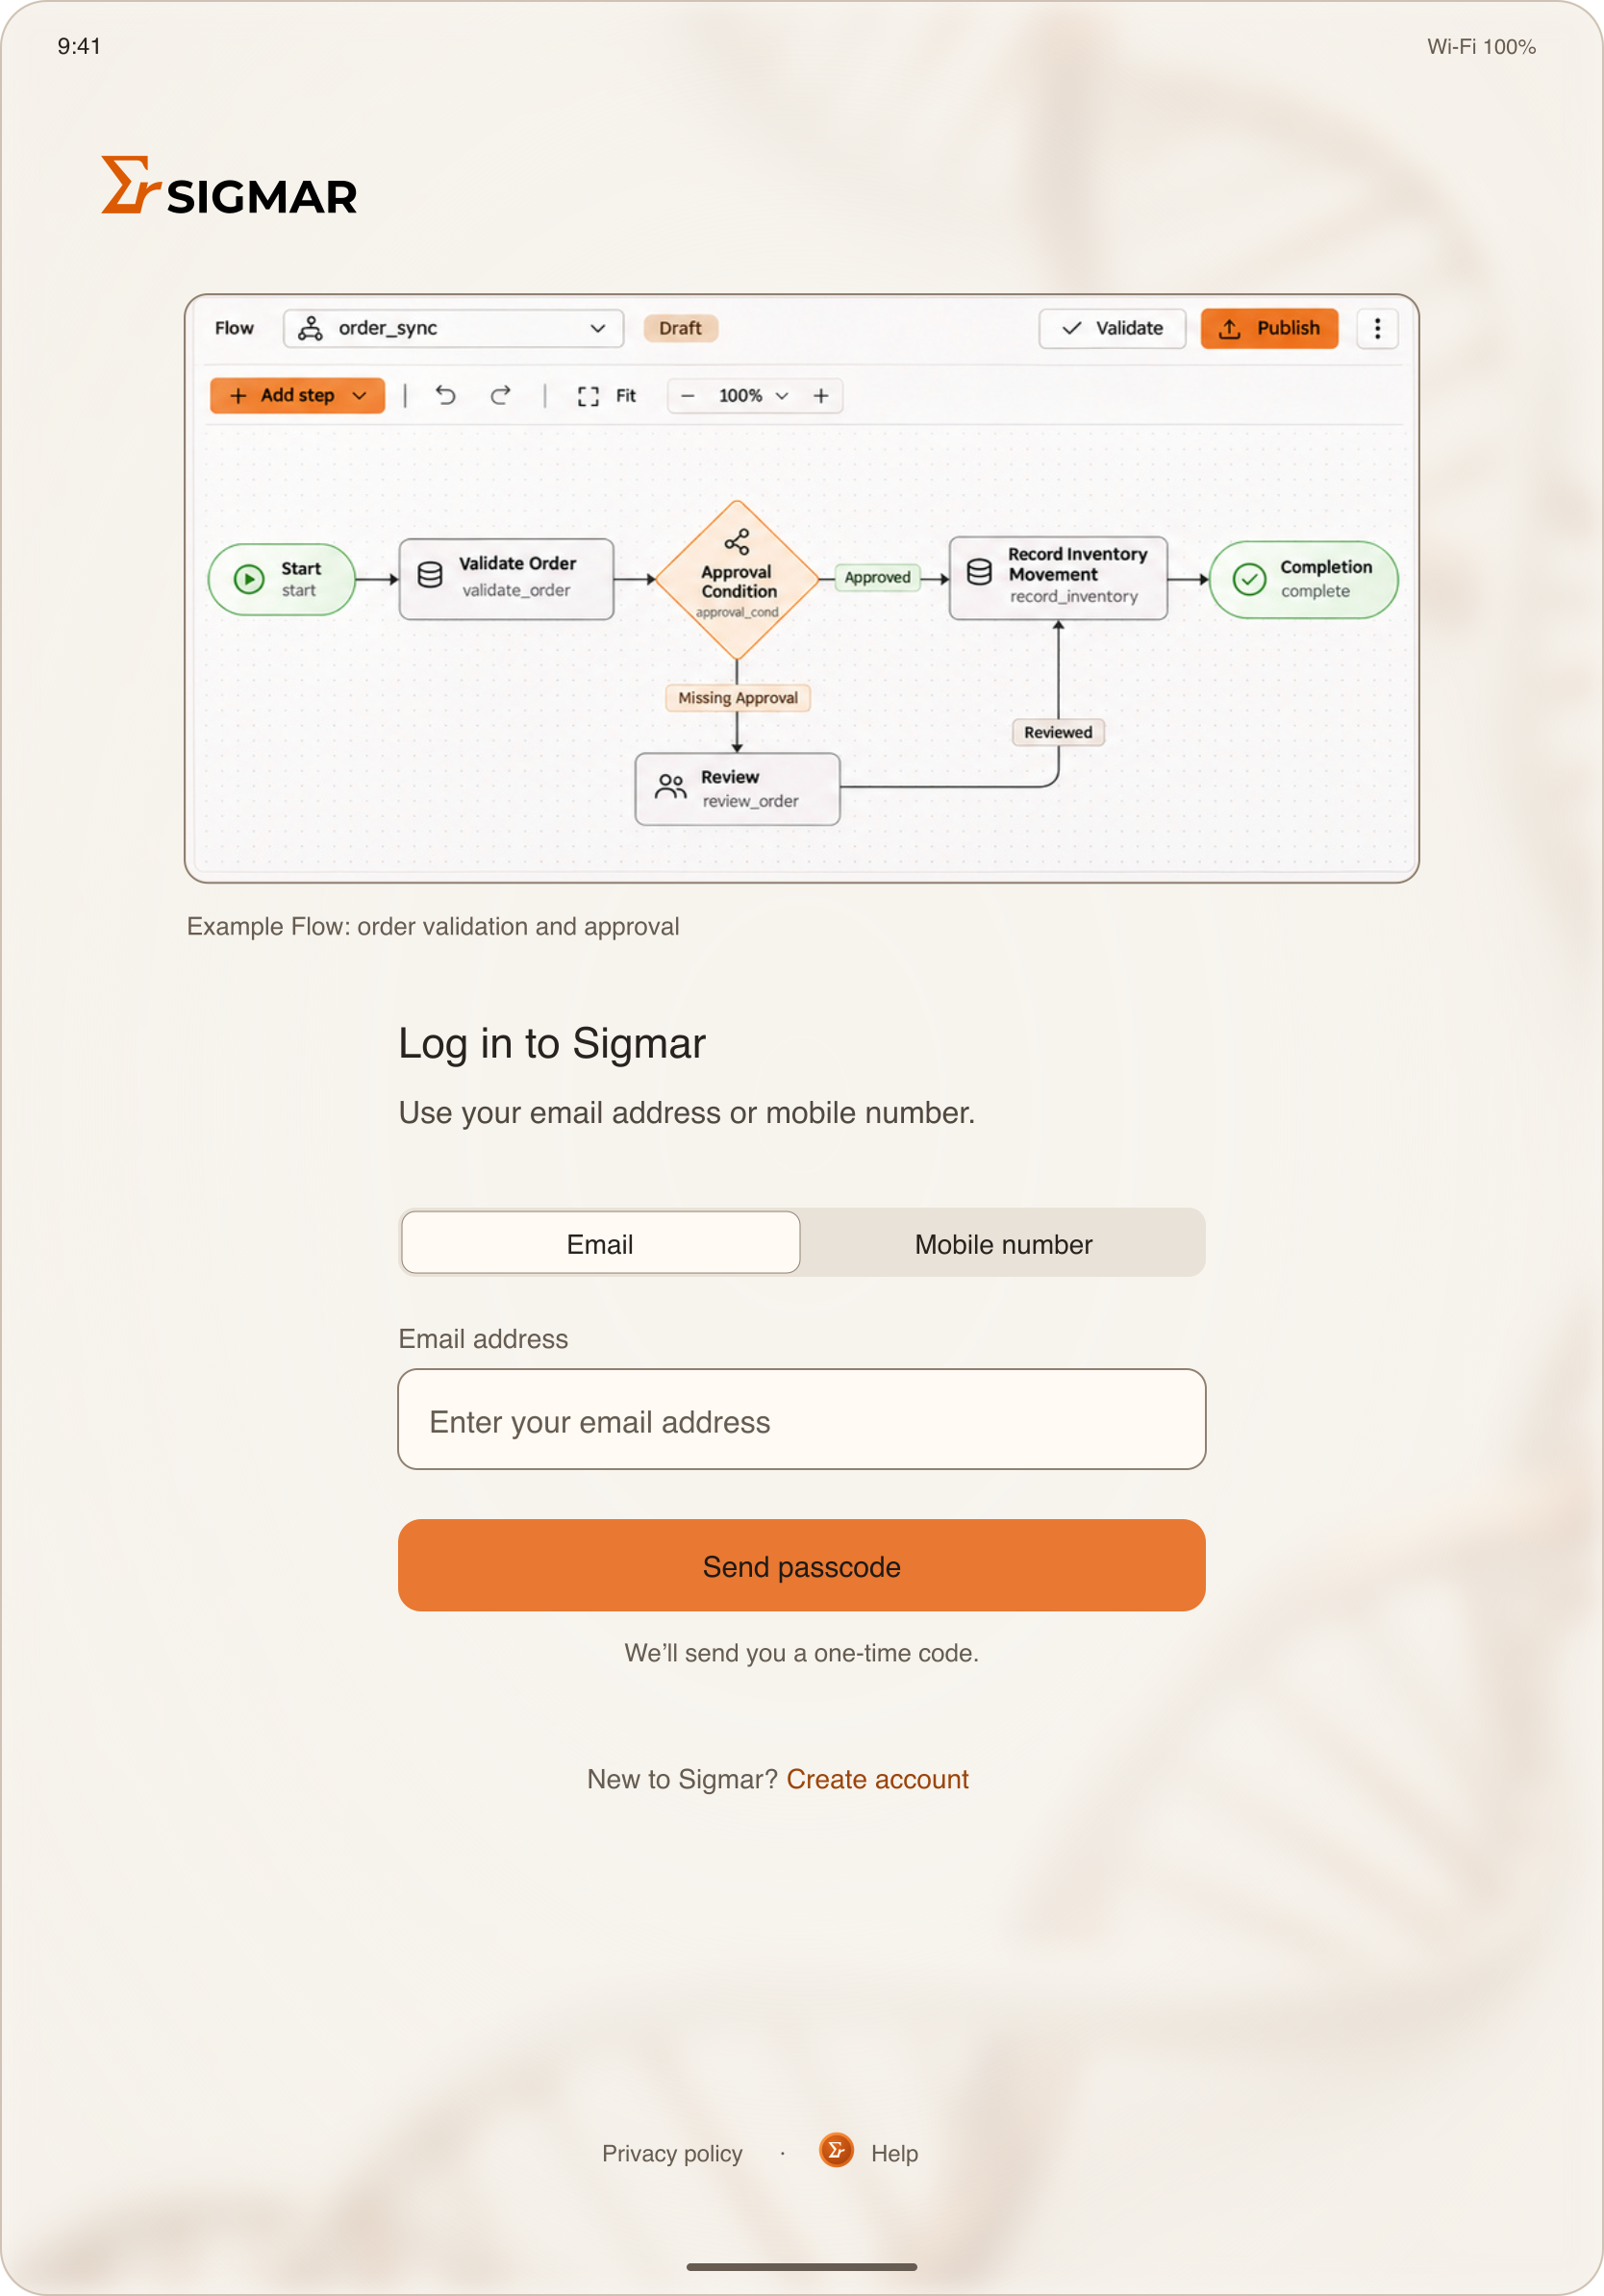 9:41
Wi-Fi 100%
Σr SIGMAR
Flow
order_sync
Draft
Validate
Publish
Add step
Fit
100%
Start
start
Validate Order
validate_order
Approval
Condition
approval_cond
Approved
Record Inventory
Movement
record_inventory
Completion
complete
Missing Approval
Reviewed
Review
review_order
Example Flow: order validation and approval
Log in to Sigmar
Use your email address or mobile number.
Email
Mobile number
Email address
Enter your email address
Send passcode
We’ll send you a one-time code.
New to Sigmar? Create account
Privacy policy · Σr Help